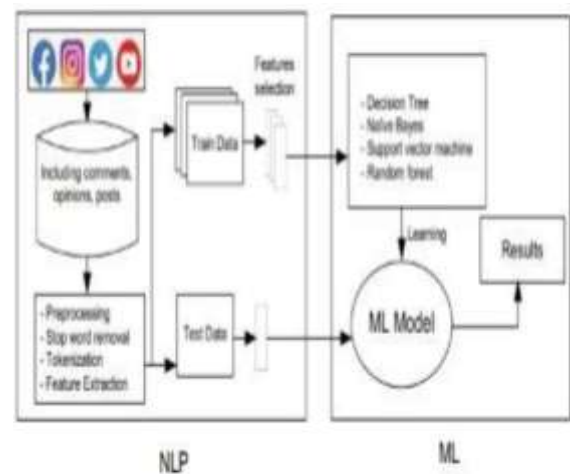 Features
selection
Including comments,
opinions, posts
Train Data
- Preprocessing
- Stop word removal
- Tokenization
- Feature Extraction
Test Data
NLP
- Decision Tree
- Naïve Bayes
- Support vector machine
- Random forest
Learning
ML Model
Results
ML